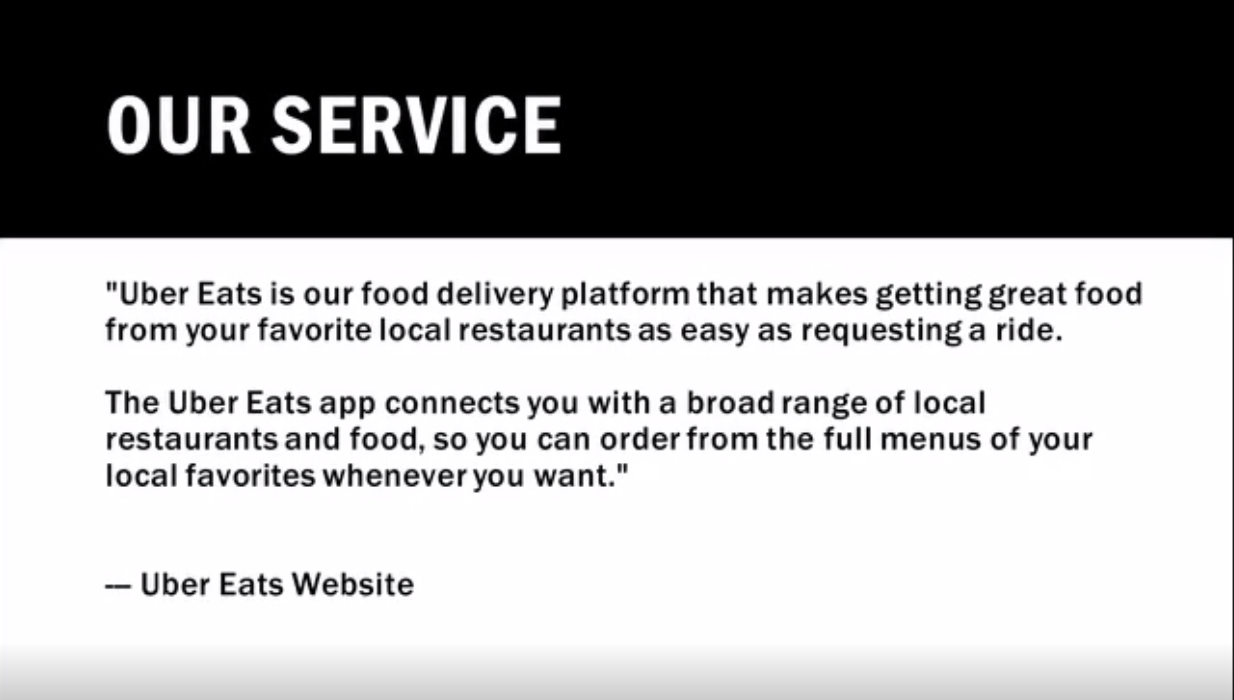 OUR SERVICE
"Uber Eats is our food delivery platform that makes getting great food
from your favorite local restaurants as easy as requesting a ride.
The Uber Eats app connects you with a broad range of local
restaurants and food, so you can order from the full menus of your
local favorites whenever you want."
–– Uber Eats Website